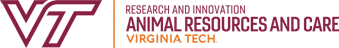 VT
RESEARCH AND INNOVATION
ANIMAL RESOURCES AND CARE
VIRGINIA TECH.